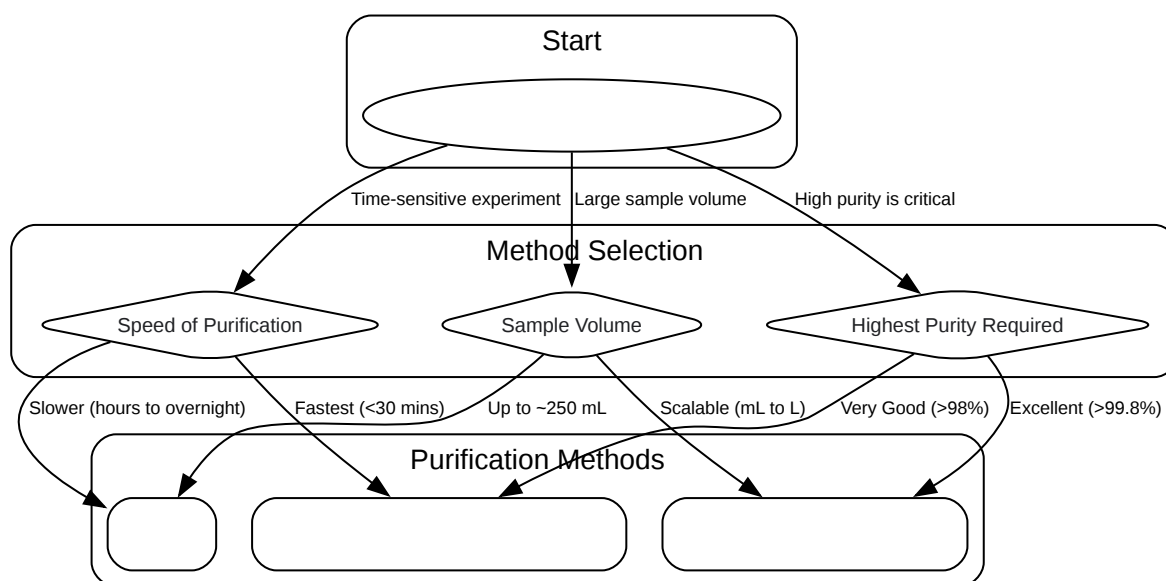 Start
Time-sensitive experiment
Large sample volume
High purity is critical
Method Selection
Speed of Purification
Sample Volume
Highest Purity Required
Slower (hours to overnight)
Fastest (<30 mins)
Up to ~250 mL
Scalable (mL to L)
Very Good (>98%)
Excellent (>99.8%)
Purification Methods